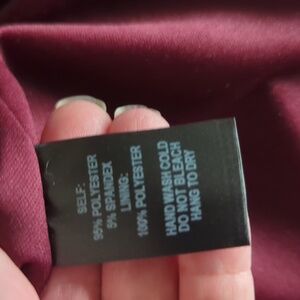 SELF:
95% POLYESTER
5% SPANDEX
LINING:
100% POLYESTER
HAND WASH COLD
DO NOT BLEACH
HANG TO DRY